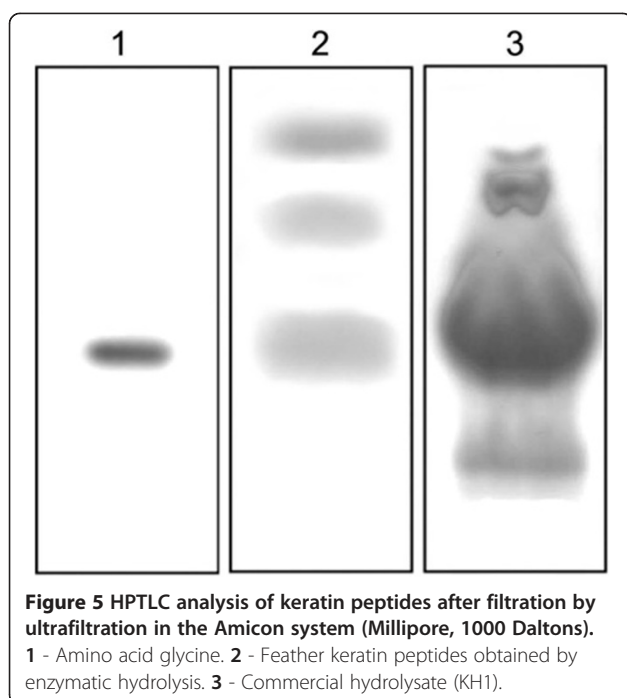 1
2
3
Figure 5 HPTLC analysis of keratin peptides after filtration by
ultrafiltration in the Amicon system (Millipore, 1000 Daltons).
1 - Amino acid glycine. 2 - Feather keratin peptides obtained by
enzymatic hydrolysis. 3 - Commercial hydrolysate (KH1).